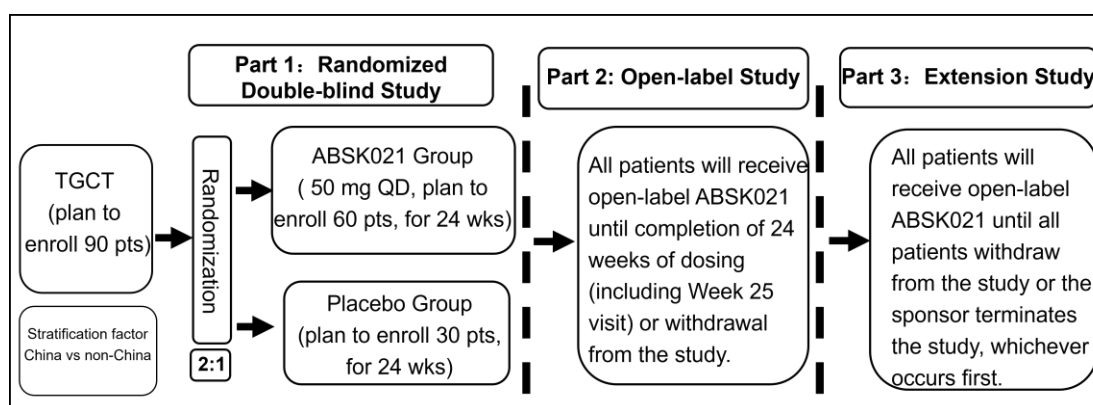 Part 1：Randomized
Double-blind Study
Part 2: Open-label Study
Part 3：Extension Study
TGCT
(plan to
enroll 90 pts)
Stratification factor
China vs non-China
Randomization
2:1
ABSK021 Group
( 50 mg QD, plan to
enroll 60 pts, for 24 wks)
Placebo Group
(plan to enroll 30 pts,
for 24 wks)
All patients will receive
open-label ABSK021
until completion of 24
weeks of dosing
(including Week 25
visit) or withdrawal
from the study.
All patients will
receive open-label
ABSK021 until all
patients withdraw
from the study or the
sponsor terminates
the study, whichever
occurs first.